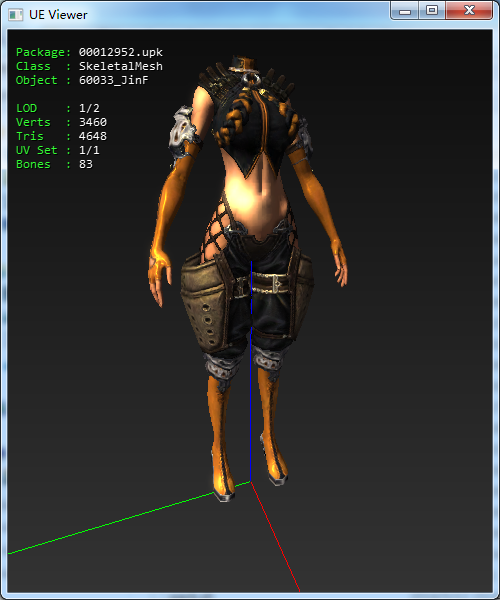 UE Viewer
Package: 00012952.upk
Class  : SkeletalMesh
Object : 60033_JinF
LOD    : 1/2
Verts  : 3460
Tris   : 4648
UV Set : 1/1
Bones  : 83